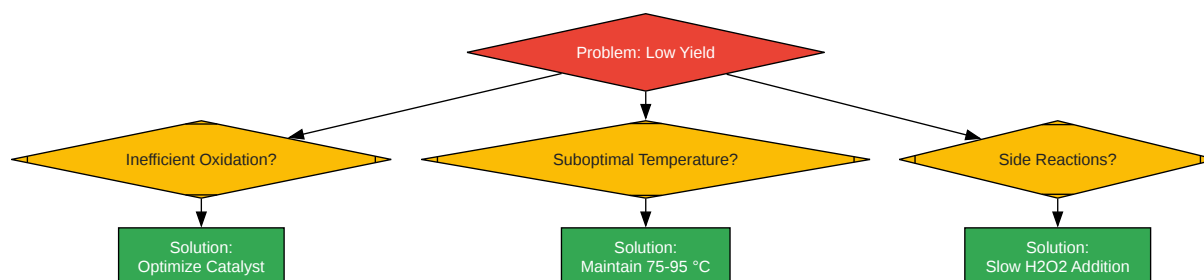 Problem: Low Yield
Inefficient Oxidation?
Suboptimal Temperature?
Side Reactions?
Solution:
Optimize Catalyst
Solution:
Maintain 75-95 °C
Solution:
Slow H2O2 Addition